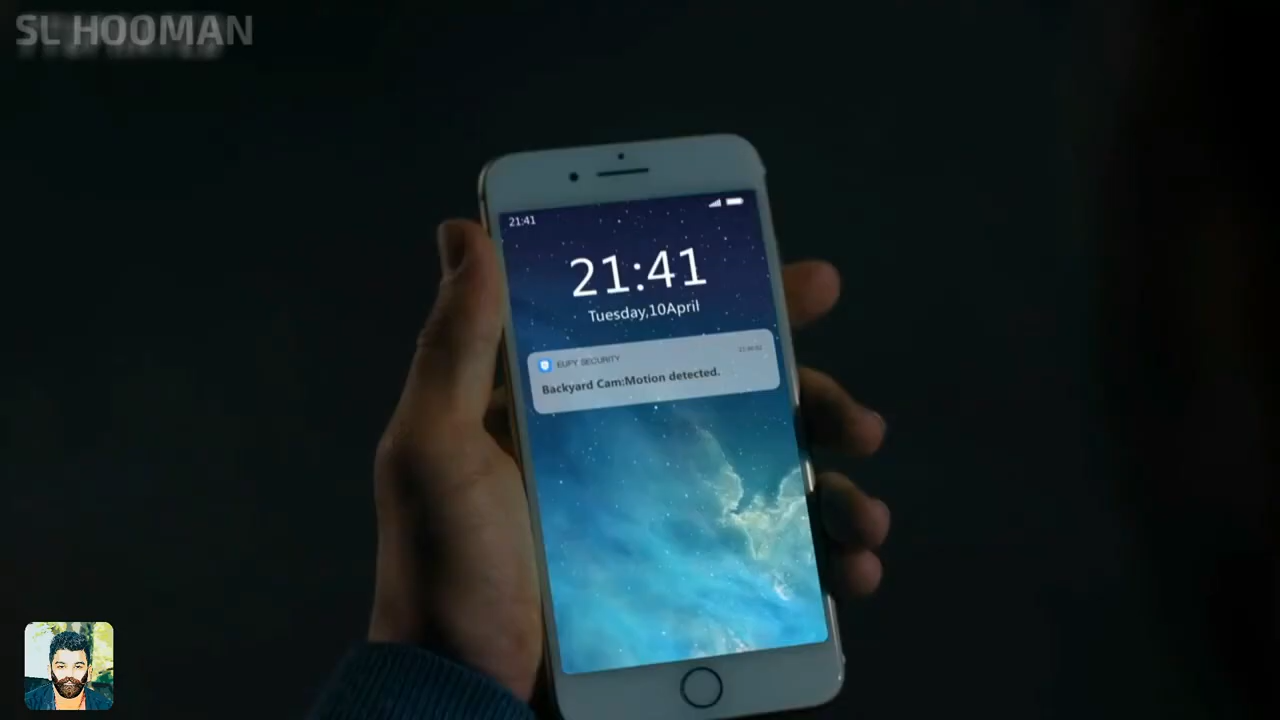 SL HOOMAN
21:41
21:41
Tuesday,10April
EUFY SECURITY
Backyard Cam:Motion detected.